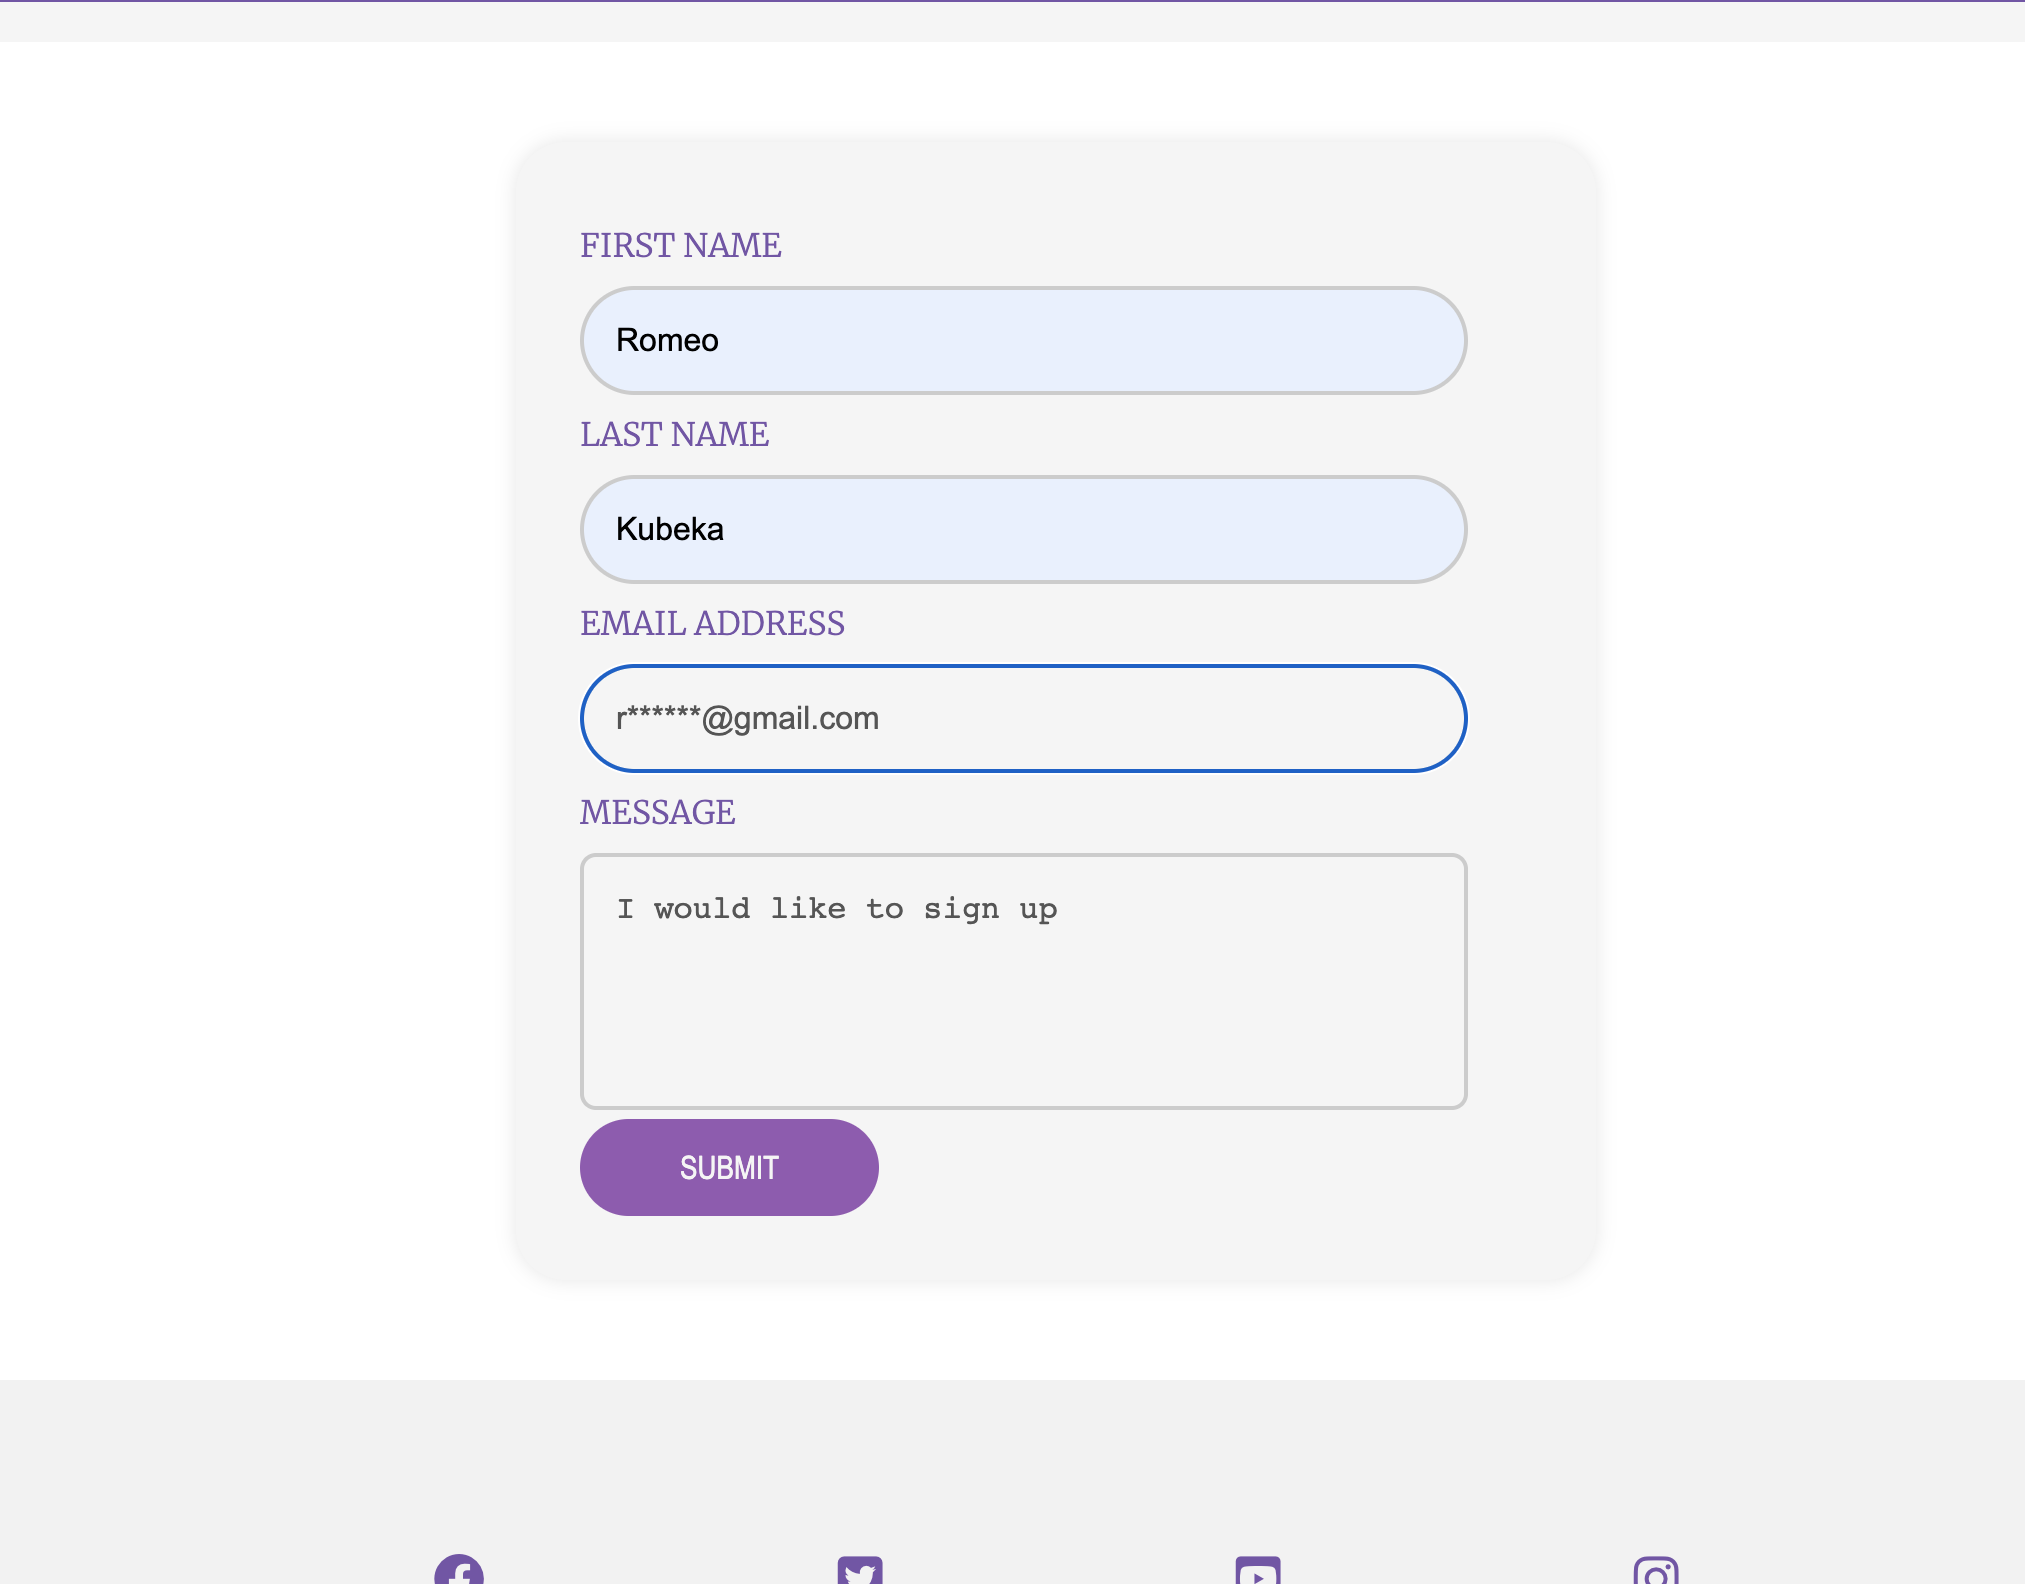 FIRST NAME
Romeo
LAST NAME
Kubeka
EMAIL ADDRESS
r******@gmail.com
MESSAGE
I would like to sign up
SUBMIT